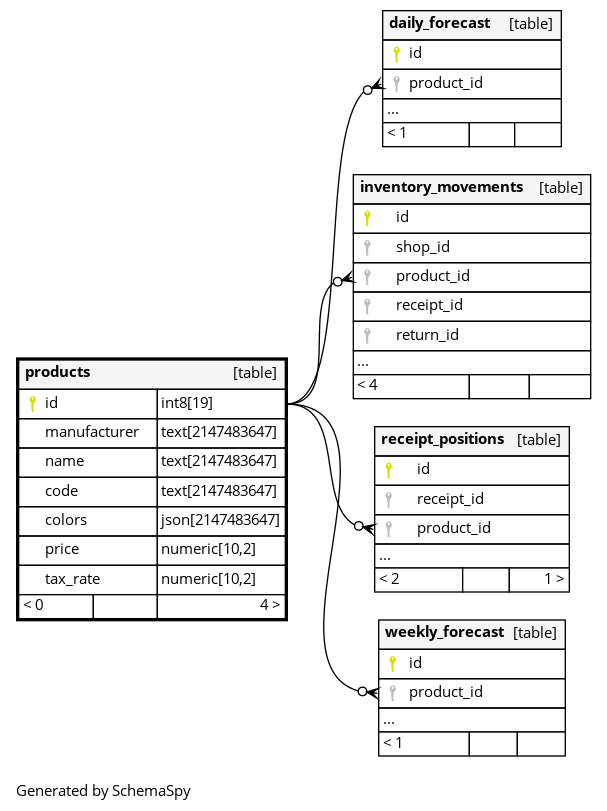 daily_forecast [table]
id
product_id
...
< 1
inventory_movements [table]
id
shop_id
product_id
receipt_id
return_id
...
< 4
products [table]
id int8[19]
manufacturer text[2147483647]
name text[2147483647]
code text[2147483647]
colors json[2147483647]
price numeric[10,2]
tax_rate numeric[10,2]
< 0 4 >
receipt_positions [table]
id
receipt_id
product_id
...
< 2 1 >
weekly_forecast [table]
id
product_id
...
< 1
Generated by SchemaSpy